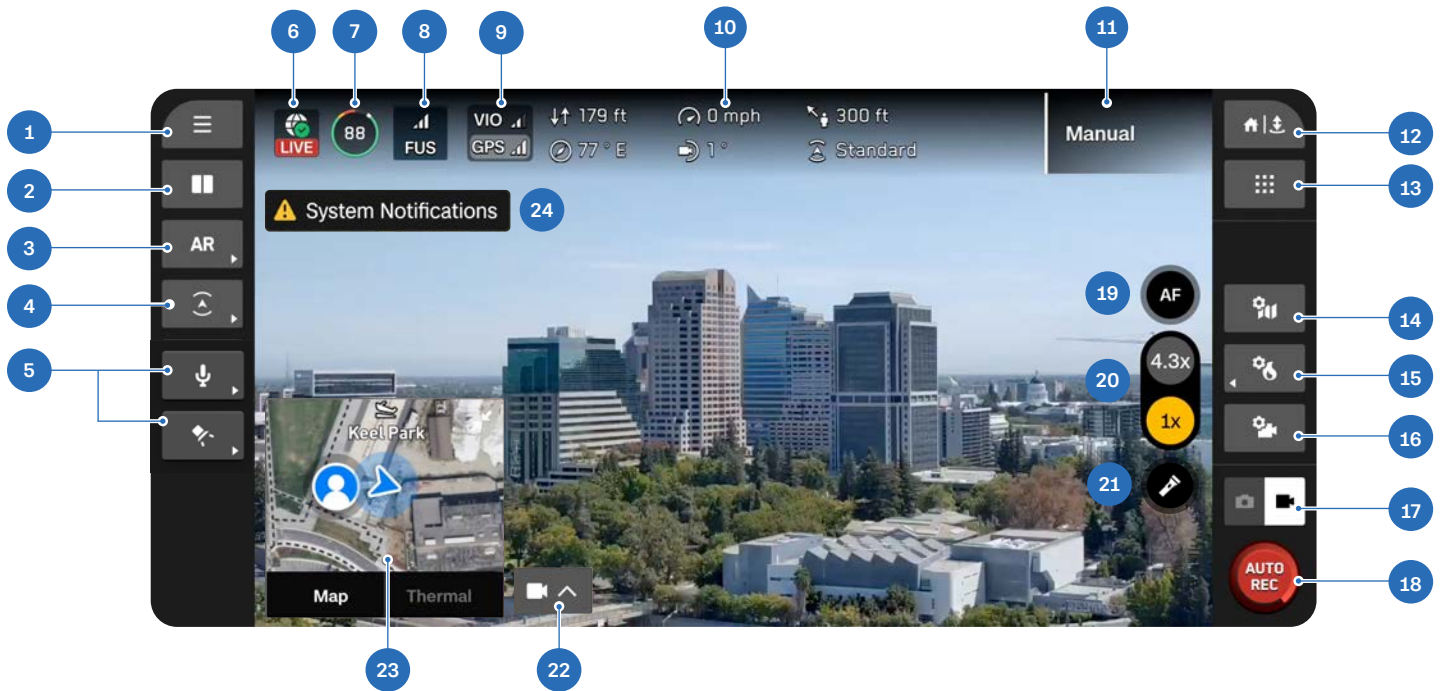 6 7 8 9 10 11
1 LIVE 88 FUS VIO GPS 179 ft 0 mph 300 ft Manual 12
77 ° E 1 ° Standard
2 13
System Notifications 24
3 AR
4 19 AF 14
5 20 4.3x 15
Keel Park 1x 16
21 17
AUTO
REC 18
Map Thermal
23 22